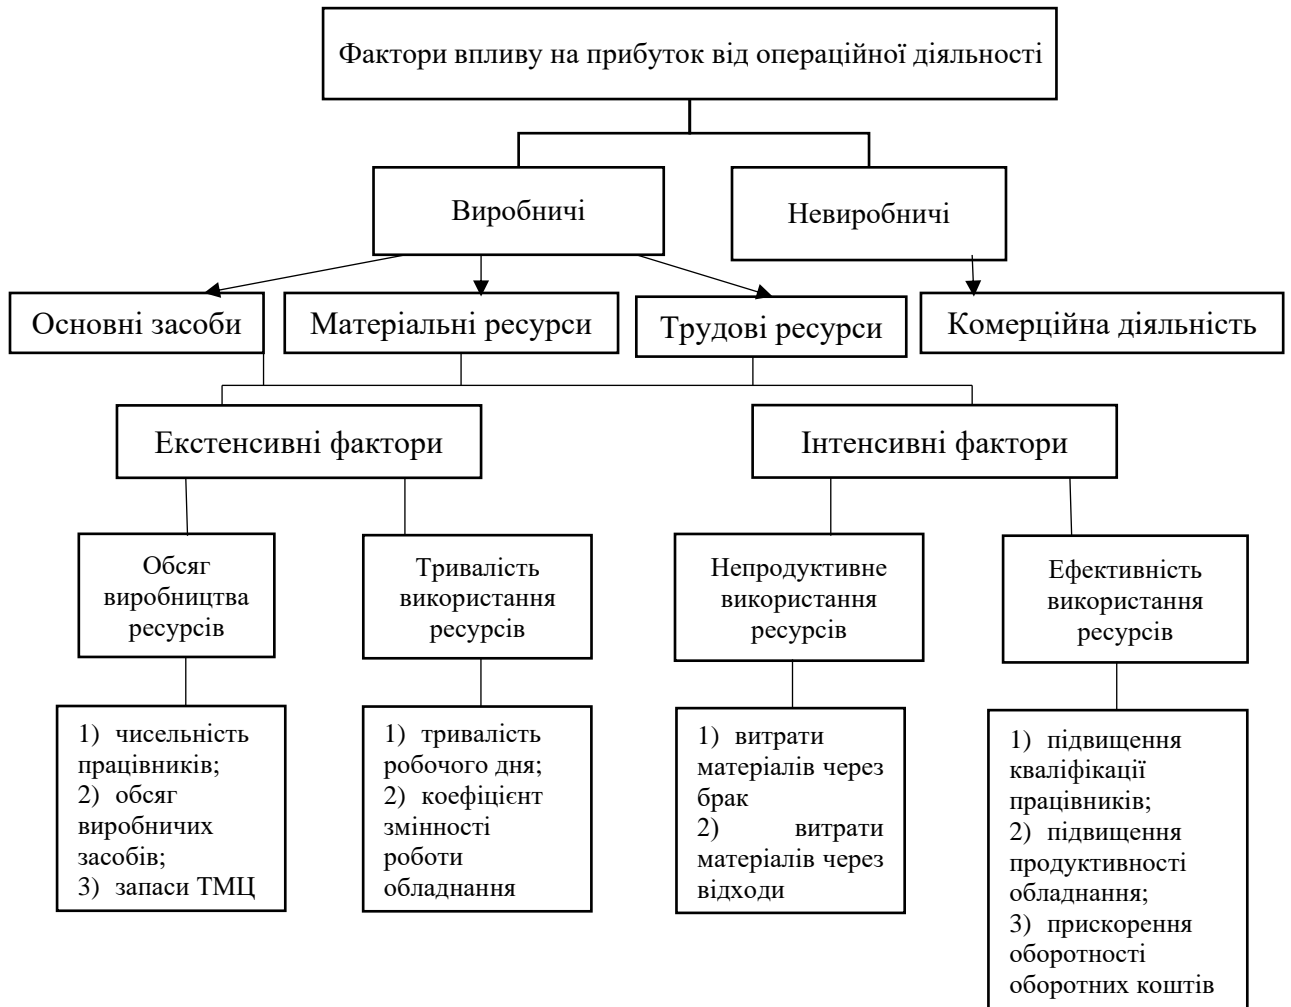 Фактори впливу на прибуток від операційної діяльності
Виробничі
Невиробничі
Основні засоби
Матеріальні ресурси
Трудові ресурси
Комерційна діяльність
Екстенсивні фактори
Інтенсивні фактори
Обсяг
виробництва
ресурсів
Тривалість
використання
ресурсів
Непродуктивне
використання
ресурсів
Ефективність
використання
ресурсів
1) чисельність
працівників;
2) обсяг
виробничих
засобів;
3) запаси ТМЦ
1) тривалість
робочого дня;
2) коефіцієнт
змінності
роботи
обладнання
1) витрати
матеріалів через
брак
2) витрати
матеріалів через
відходи
1) підвищення
кваліфікації
працівників;
2) підвищення
продуктивності
обладнання;
3) прискорення
оборотності
оборотних коштів